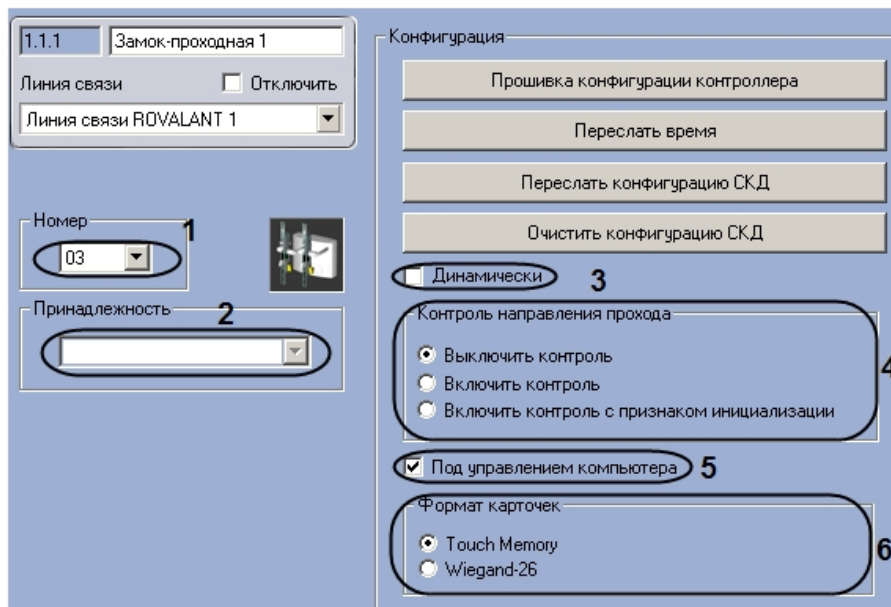 1.1.1
Замок-проходная 1
Линия связи
Отключить
Линия связи ROVALANT 1
Номер
1
03
Принадлежность
2
Конфигурация
Прошивка конфигурации контроллера
Переслать время
Переслать конфигурацию СКД
Очистить конфигурацию СКД
Динамически
3
Контроль направления прохода
Выключить контроль
Включить контроль
Включить контроль с признаком инициализации
4
Под управлением компьютера
5
Формат карточек
Touch Memory
Wiegand-26
6